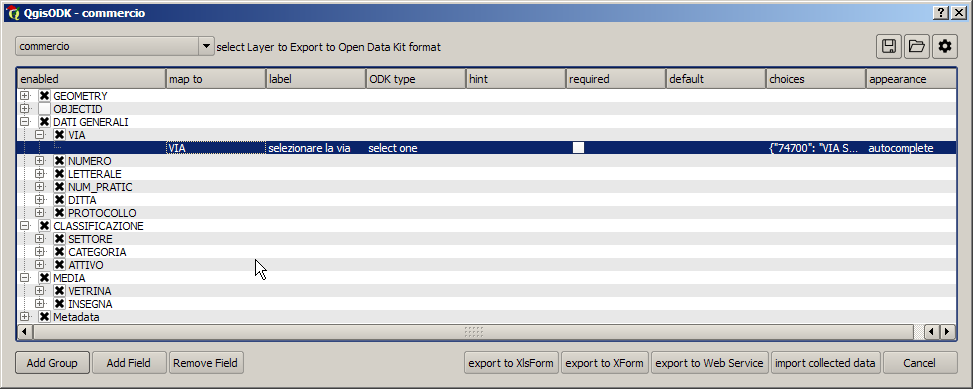 QgisODK - commercio
commercio select Layer to Export to Open Data Kit format
enabled map to label ODK type hint required default choices appearance
GEOMETRY
OBJECTID
DATI GENERALI
VIA
VIA selezionare la via select one {"74700": "VIA S... autocomplete
NUMERO
LETTERALE
NUM_PRATIC
DITTA
PROTOCOLLO
CLASSIFICAZIONE
SETTORE
CATEGORIA
ATTIVO
MEDIA
VETRINA
INSEGNA
Metadata
Add Group Add Field Remove Field export to XlsForm export to XForm export to Web Service import collected data Cancel